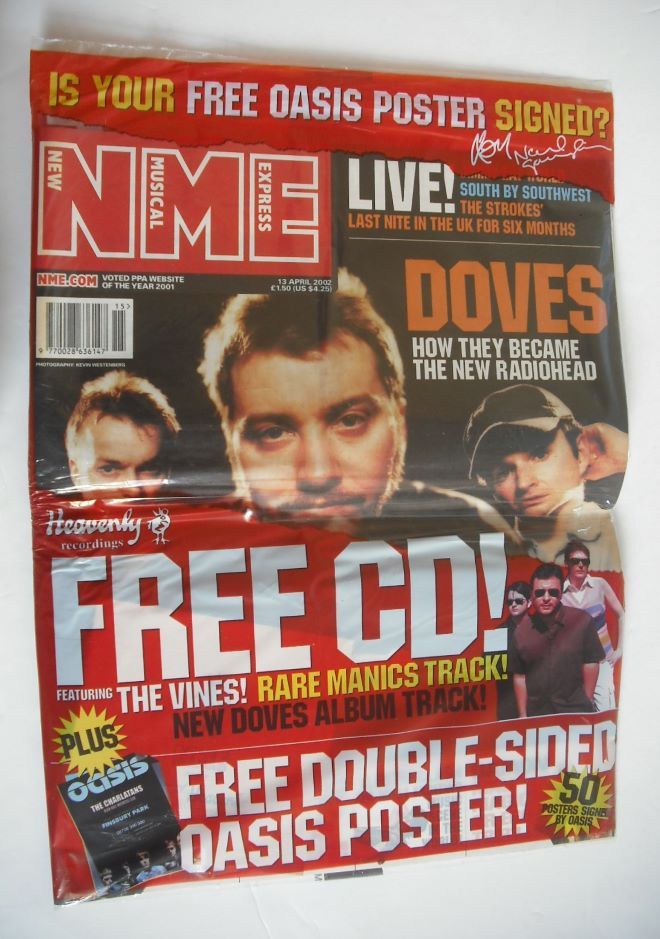 IS YOUR FREE OASIS POSTER SIGNED?
NEW MUSICAL EXPRESS
NME
LIVE!
SOUTH BY SOUTHWEST
THE STROKES'
LAST NITE IN THE UK FOR SIX MONTHS
NME.COM VOTED PPA WEBSITE
OF THE YEAR 2001
13 APRIL 2002
£1.50 (US $4.25)
15>
9 770028 636147
PHOTOGRAPHY: KEVIN WESTENBERG
DOVES
HOW THEY BECAME
THE NEW RADIOHEAD
Heavenly
recordings
FREE CD!
FEATURING THE VINES! RARE MANICS TRACK!
NEW DOVES ALBUM TRACK!
PLUS
oasis
THE CHARLATANS
FINSBURY PARK
FREE DOUBLE-SIDED
OASIS POSTER!
50
POSTERS SIGNED
BY OASIS